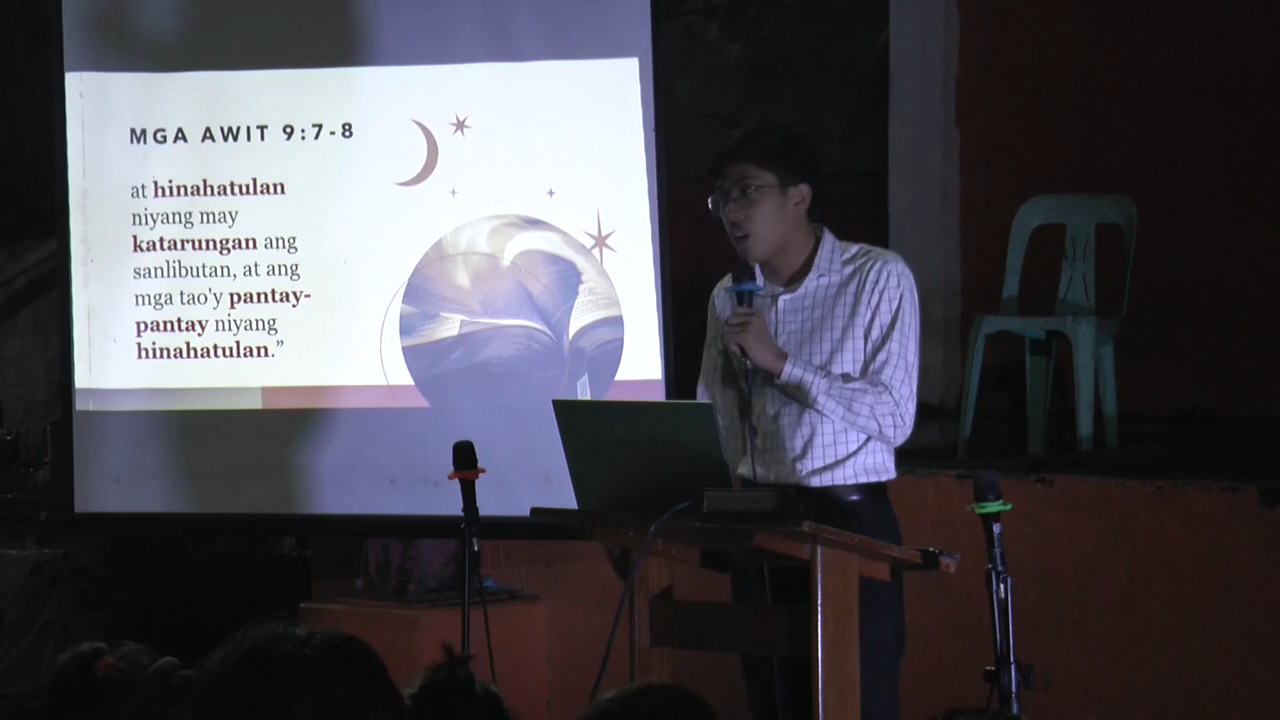 MGA AWIT 9:7-8
at hinahatulan
niyang may
katarungan ang
sanlibutan, at ang
mga tao'y pantay-
pantay niyang
hinahatulan.”